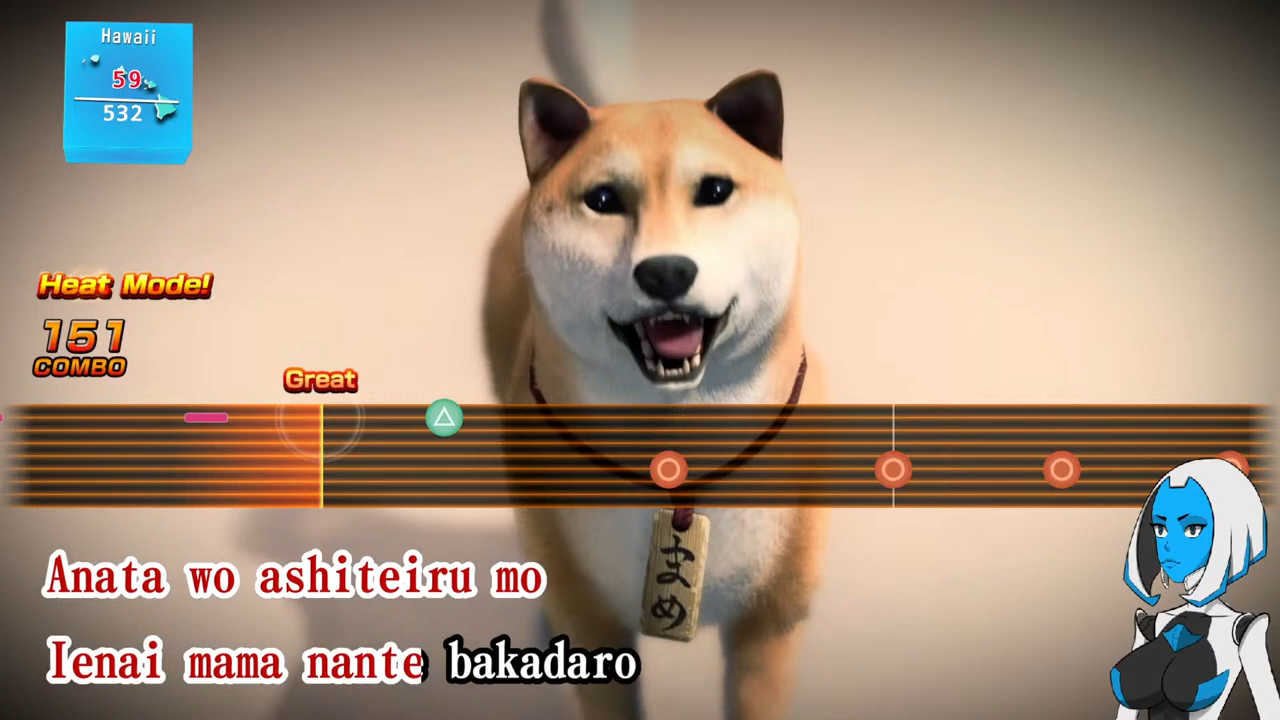 Hawaii
59
532
Heat Mode!
151
COMBO
Great
まめ
Anata wo ashiteiru mo
Ienai mama nante bakadaro